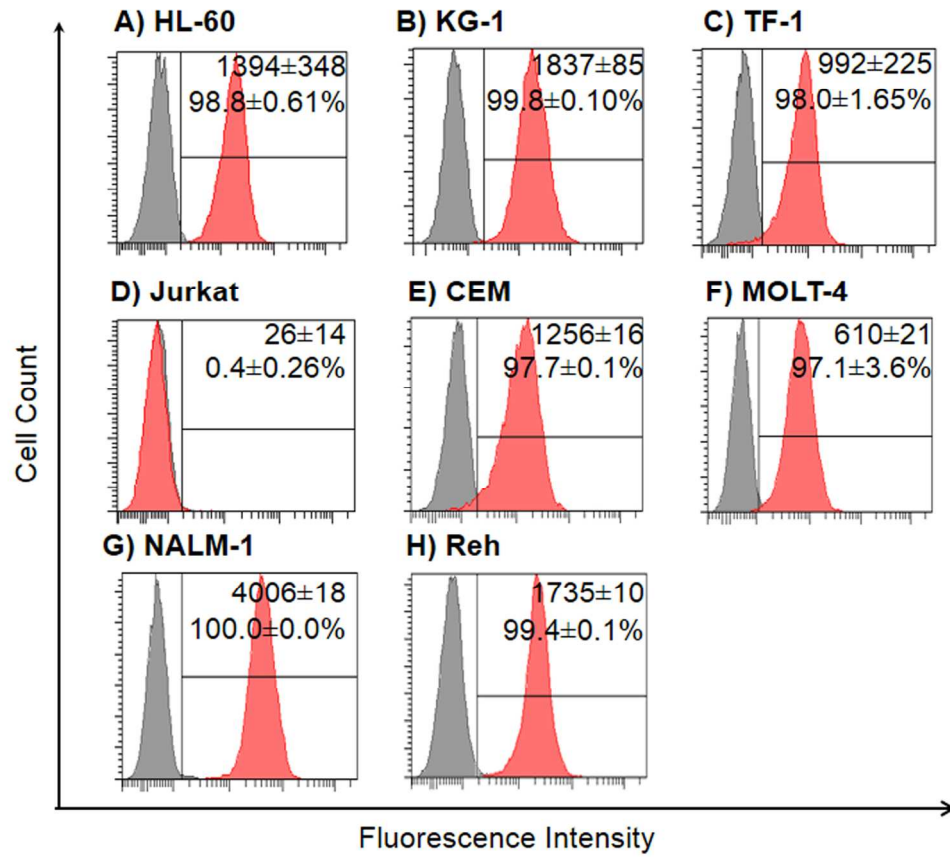 A) HL-60
1394±348
98.8±0.61%
B) KG-1
1837±85
99.8±0.10%
C) TF-1
992±225
98.0±1.65%
D) Jurkat
26±14
0.4±0.26%
E) CEM
1256±16
97.7±0.1%
F) MOLT-4
610±21
97.1±3.6%
G) NALM-1
4006±18
100.0±0.0%
H) Reh
1735±10
99.4±0.1%
Cell Count
Fluorescence Intensity